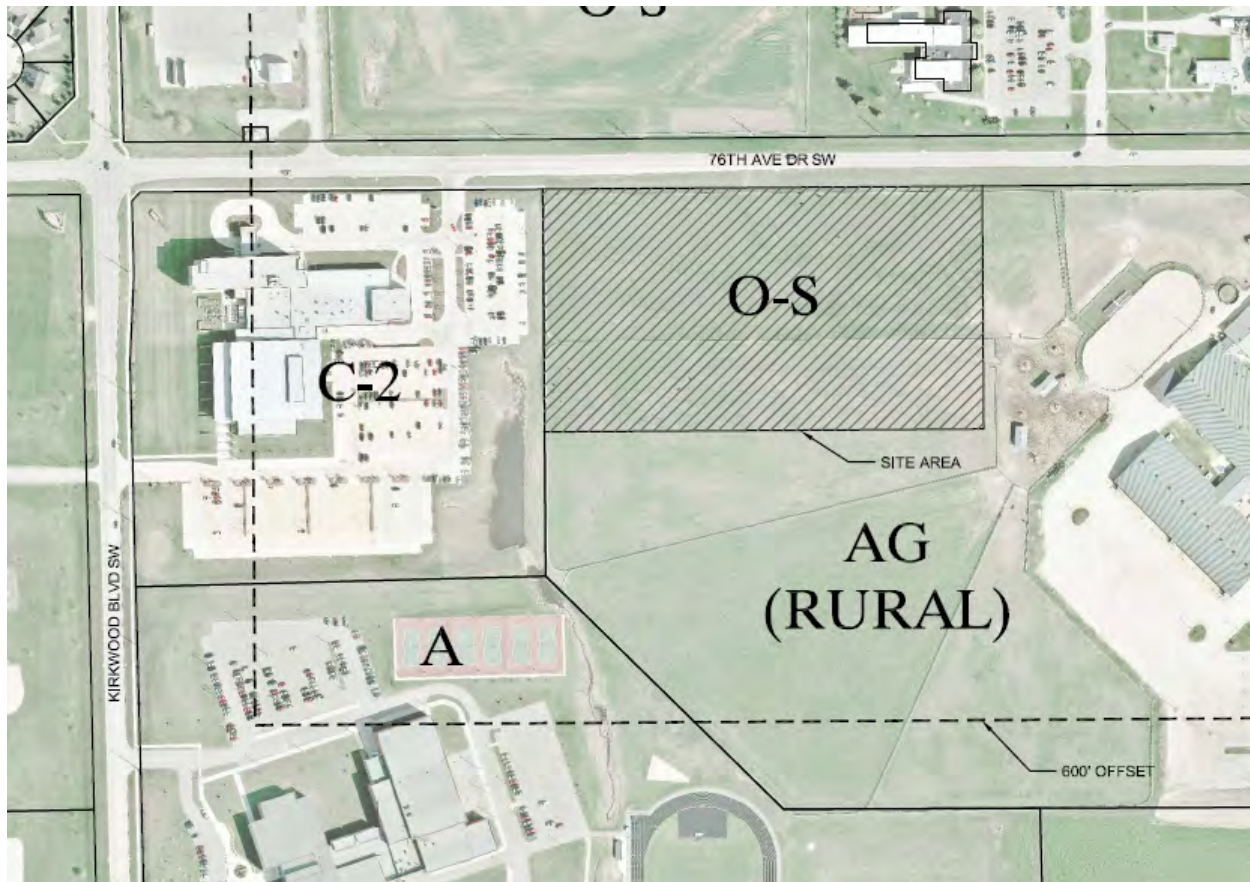 O-S
76TH AVE DR SW
O-S
C-2
SITE AREA
AG
(RURAL)
KIRKWOOD BLVD SW
A
600' OFFSET